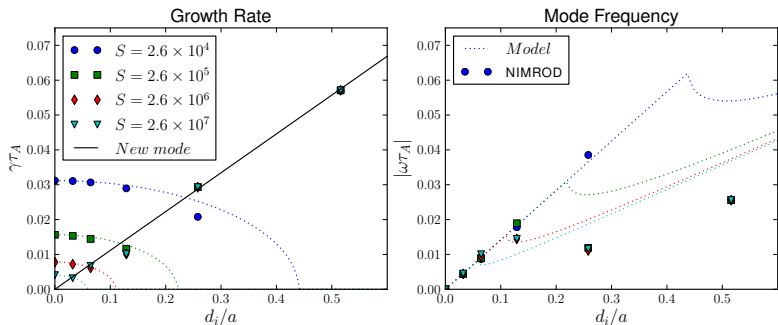 Growth Rate
0.07
0.06
0.05
0.04
0.03
0.02
0.01
0.00
γτ_A
S = 2.6 × 10^4
S = 2.6 × 10^5
S = 2.6 × 10^6
S = 2.6 × 10^7
New mode
0.0 0.1 0.2 0.3 0.4 0.5
d_i/a
Mode Frequency
0.07
0.06
0.05
0.04
0.03
0.02
0.01
0.00
|ωτ_A|
Model
NIMROD
0.0 0.1 0.2 0.3 0.4 0.5
d_i/a